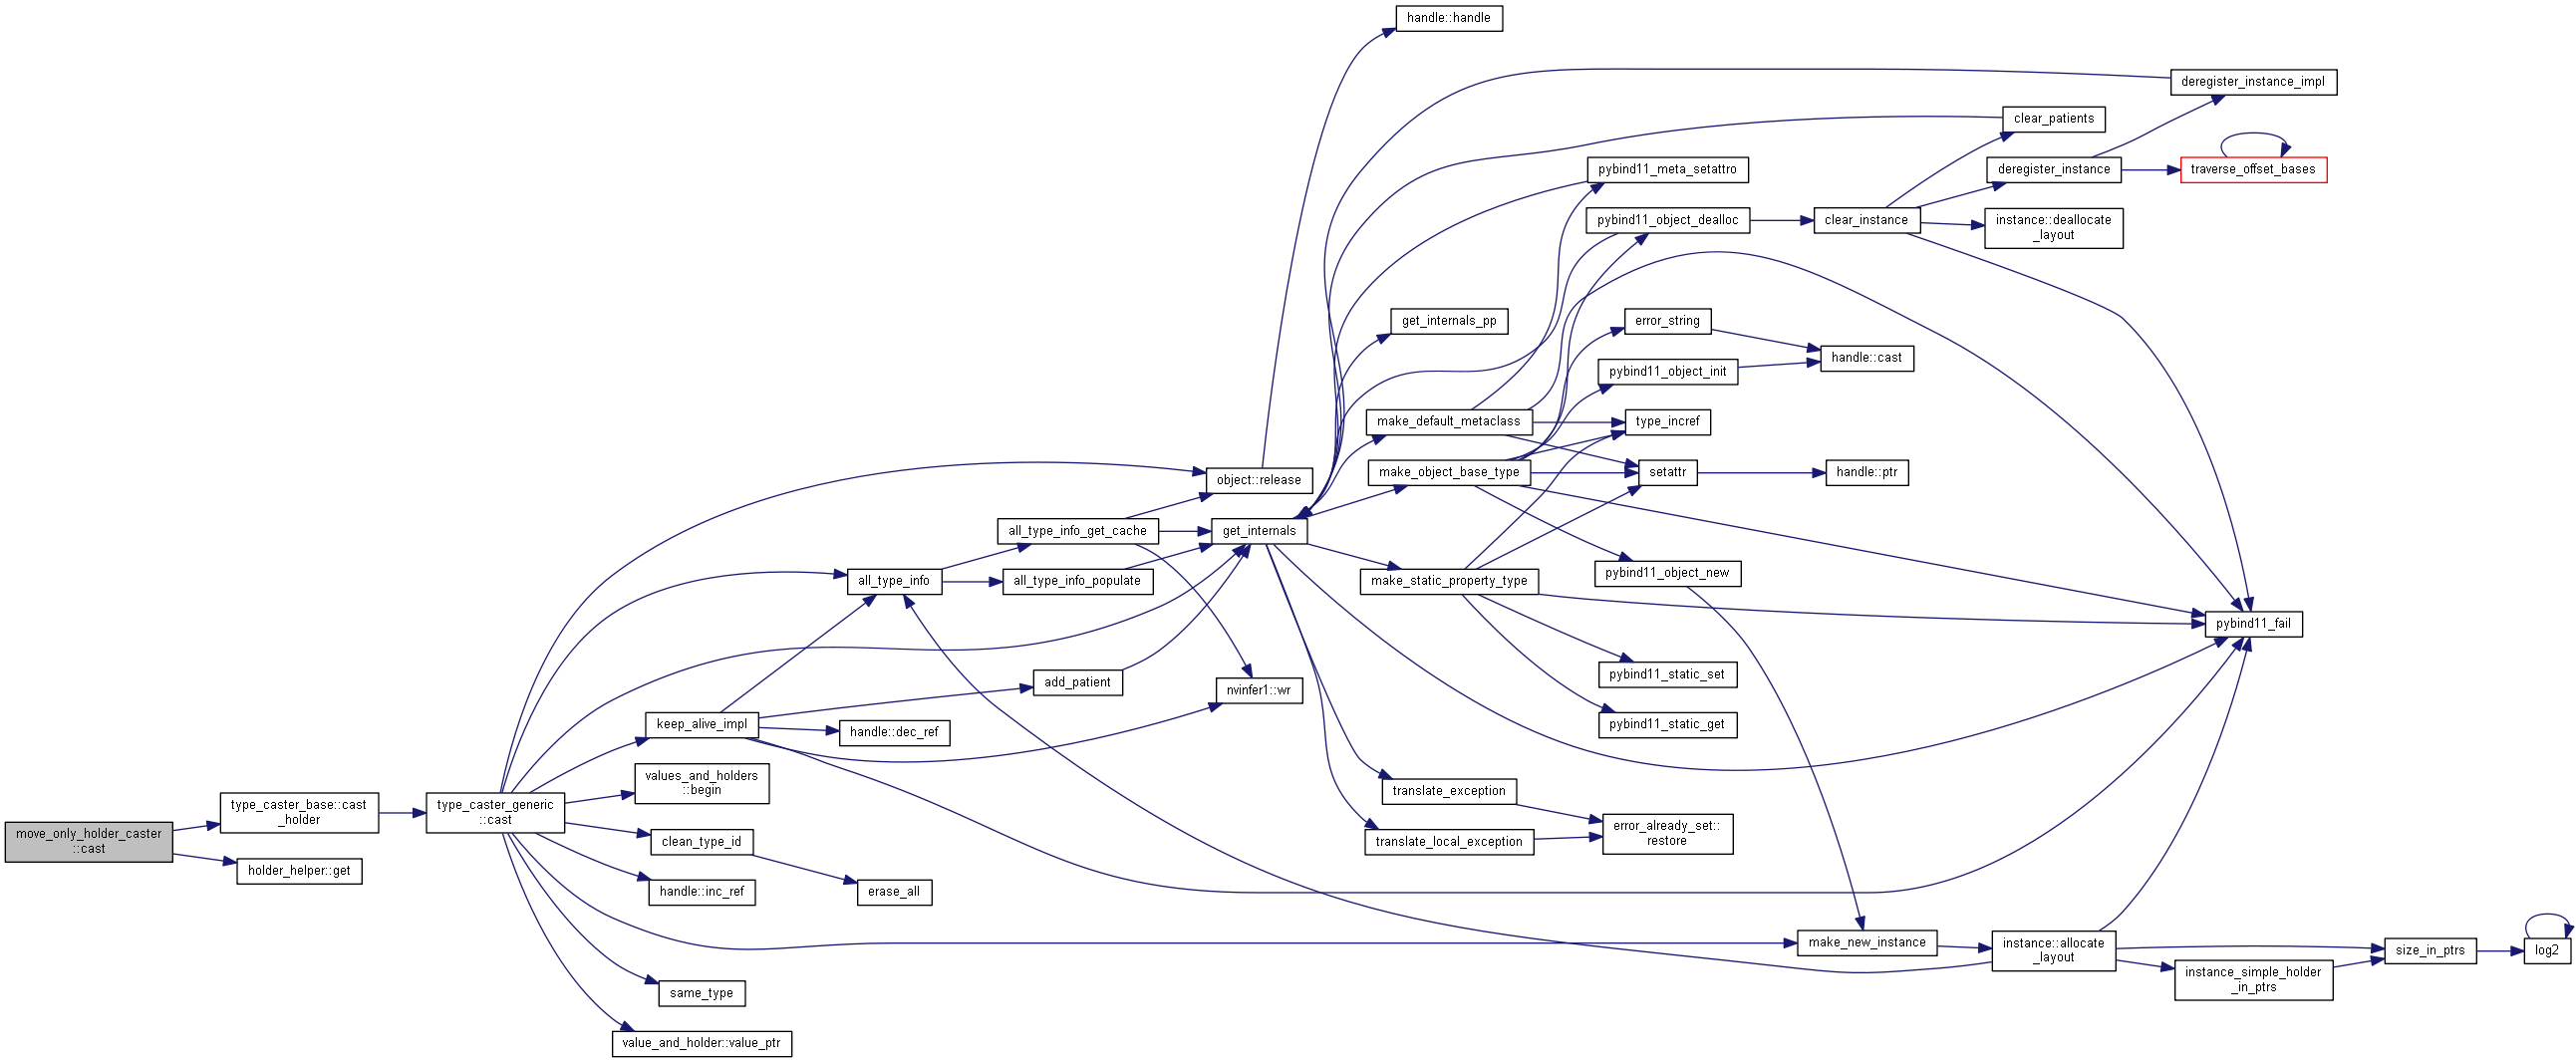 handle::handle
deregister_instance_impl
clear_patients
pybind11_meta_setattro
deregister_instance
traverse_offset_bases
pybind11_object_dealloc
clear_instance
instance::deallocate
_layout
get_internals_pp
error_string
handle::cast
pybind11_object_init
make_default_metaclass
type_incref
object::release
make_object_base_type
setattr
handle::ptr
all_type_info_get_cache
get_internals
all_type_info
all_type_info_populate
make_static_property_type
pybind11_object_new
pybind11_fail
add_patient
nvinfer1::wr
pybind11_static_set
keep_alive_impl
handle::dec_ref
pybind11_static_get
values_and_holders
::begin
translate_exception
move_only_holder_caster
::cast
type_caster_base::cast
_holder
type_caster_generic
::cast
clean_type_id
translate_local_exception
error_already_set::
restore
holder_helper::get
handle::inc_ref
erase_all
make_new_instance
instance::allocate
_layout
size_in_ptrs
log2
same_type
instance_simple_holder
_in_ptrs
value_and_holder::value_ptr